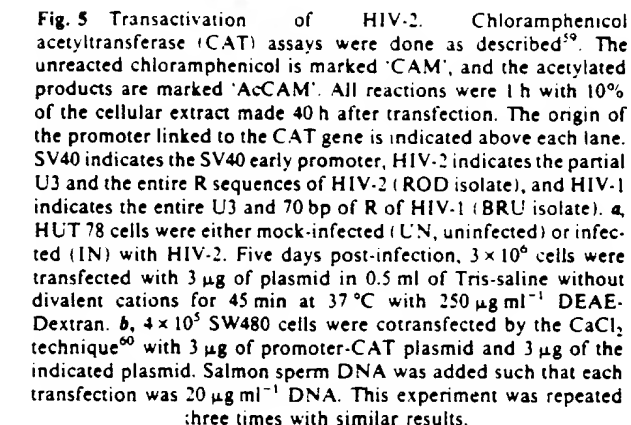 Fig. 5 Transactivation of HIV-2. Chloramphenicol
acetyltransferase (CAT) assays were done as described⁵⁹. The
unreacted chloramphenicol is marked 'CAM', and the acetylated
products are marked 'AcCAM'. All reactions were 1 h with 10%
of the cellular extract made 40 h after transfection. The origin of
the promoter linked to the CAT gene is indicated above each lane.
SV40 indicates the SV40 early promoter, HIV-2 indicates the partial
U3 and the entire R sequences of HIV-2 (ROD isolate), and HIV-1
indicates the entire U3 and 70 bp of R of HIV-1 (BRU isolate). a,
HUT 78 cells were either mock-infected (UN, uninfected) or infec-
ted (IN) with HIV-2. Five days post-infection, 3 × 10⁶ cells were
transfected with 3 μg of plasmid in 0.5 ml of Tris-saline without
divalent cations for 45 min at 37 °C with 250 μg ml⁻¹ DEAE-
Dextran. b, 4 × 10⁵ SW480 cells were cotransfected by the CaCl₂
technique⁶⁰ with 3 μg of promoter-CAT plasmid and 3 μg of the
indicated plasmid. Salmon sperm DNA was added such that each
transfection was 20 μg ml⁻¹ DNA. This experiment was repeated
three times with similar results.